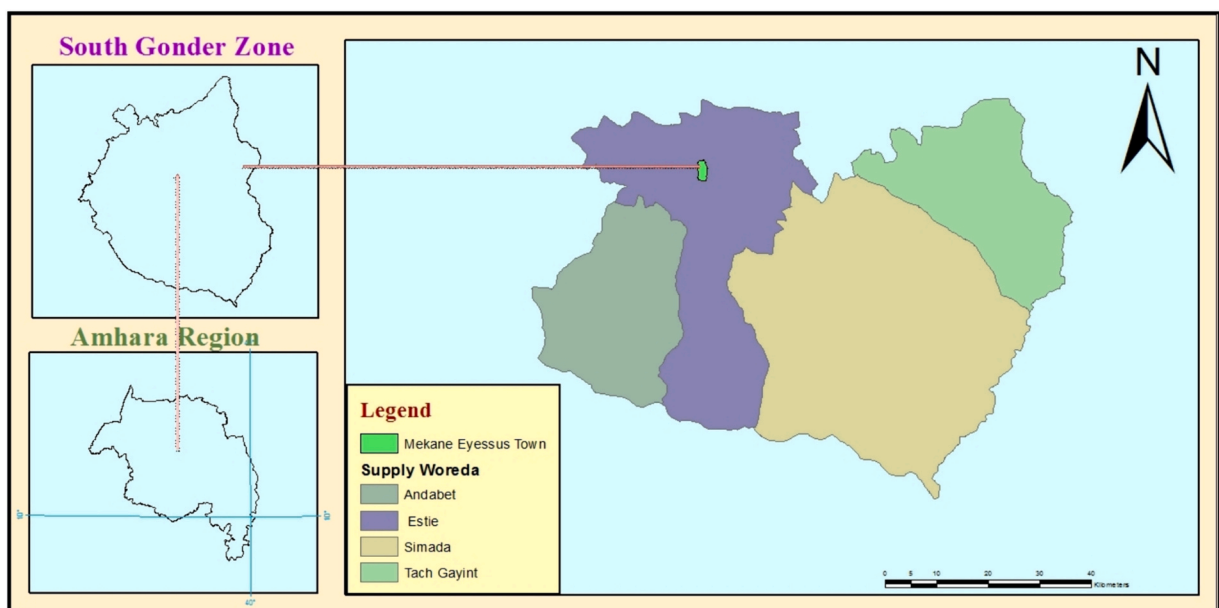 South Gonder Zone
N
Amhara Region
Legend
Mekane Eyessus Town
Supply Woreda
Andabet
Estie
Simada
Tach Gayint
0 5 10 20 30 40
Kilometers
40°